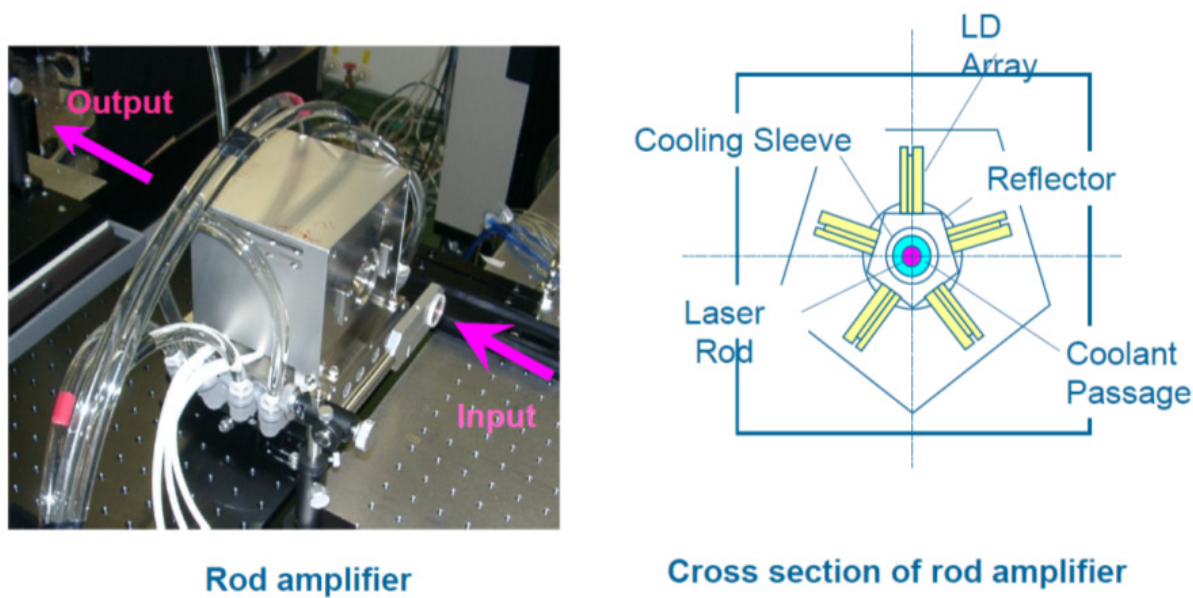 Output
Input
Rod amplifier
LD
Array
Cooling Sleeve
Reflector
Laser
Rod
Coolant
Passage
Cross section of rod amplifier